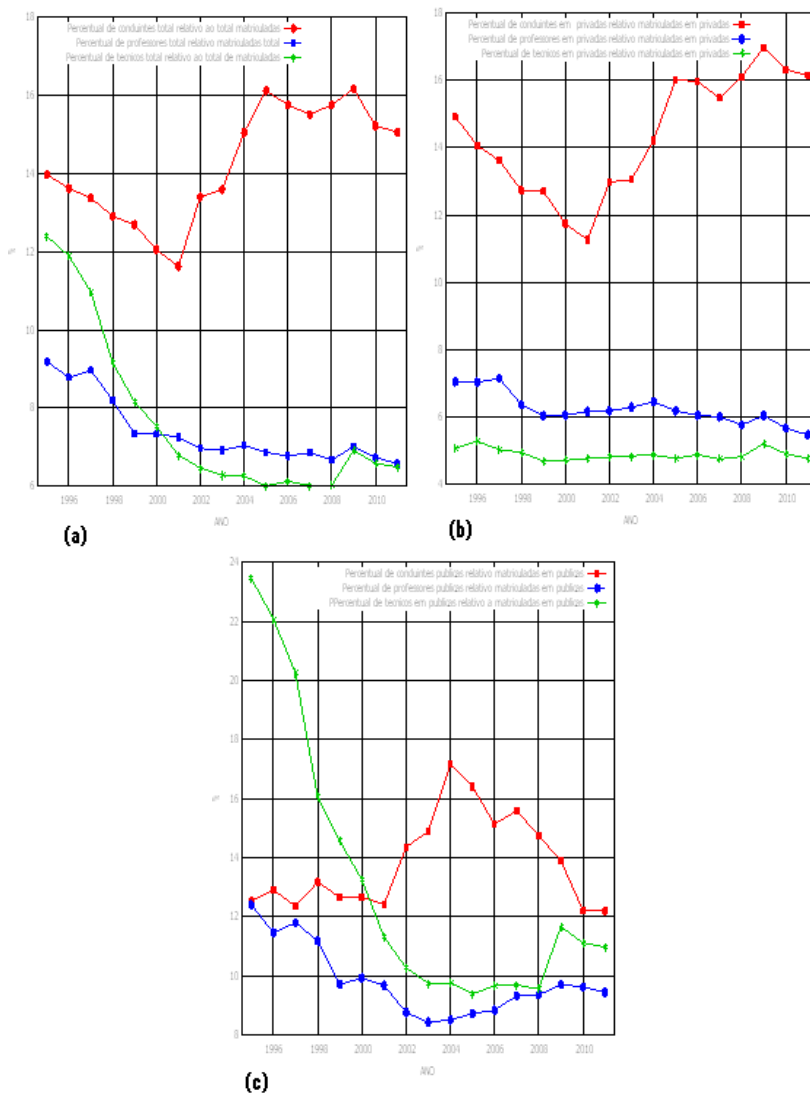 18
16
14
12
10
8
6
%
Percentual de conduintes total relativo ao total matriculadas
Percentual de professores total relativo matriculadas total
Percentual de tecnicos total relativo ao total de matriculadas
1996 1998 2000 2002 2004 2006 2008 2010
ANO
(a)
18
16
14
12
10
8
6
4
Percentual de conduintes em privadas relativo matriculadas em privadas
Percentual de professores em privadas relativo matriculadas em privadas
Percentual de tecnicos em privadas relativo matriculadas em privadas
1996 1998 2000 2002 2004 2006 2008 2010
ANO
(b)
24
22
20
18
16
14
12
10
8
%
Percentual de conduintes publicas relativo matriculadas em publicas
Percentual de professores publicas relativo matriculadas em publicas
PPercentual de tecnicos em publicas relativo a matriculadas em publicas
1996 1998 2000 2002 2004 2006 2008 2010
ANO
(c)